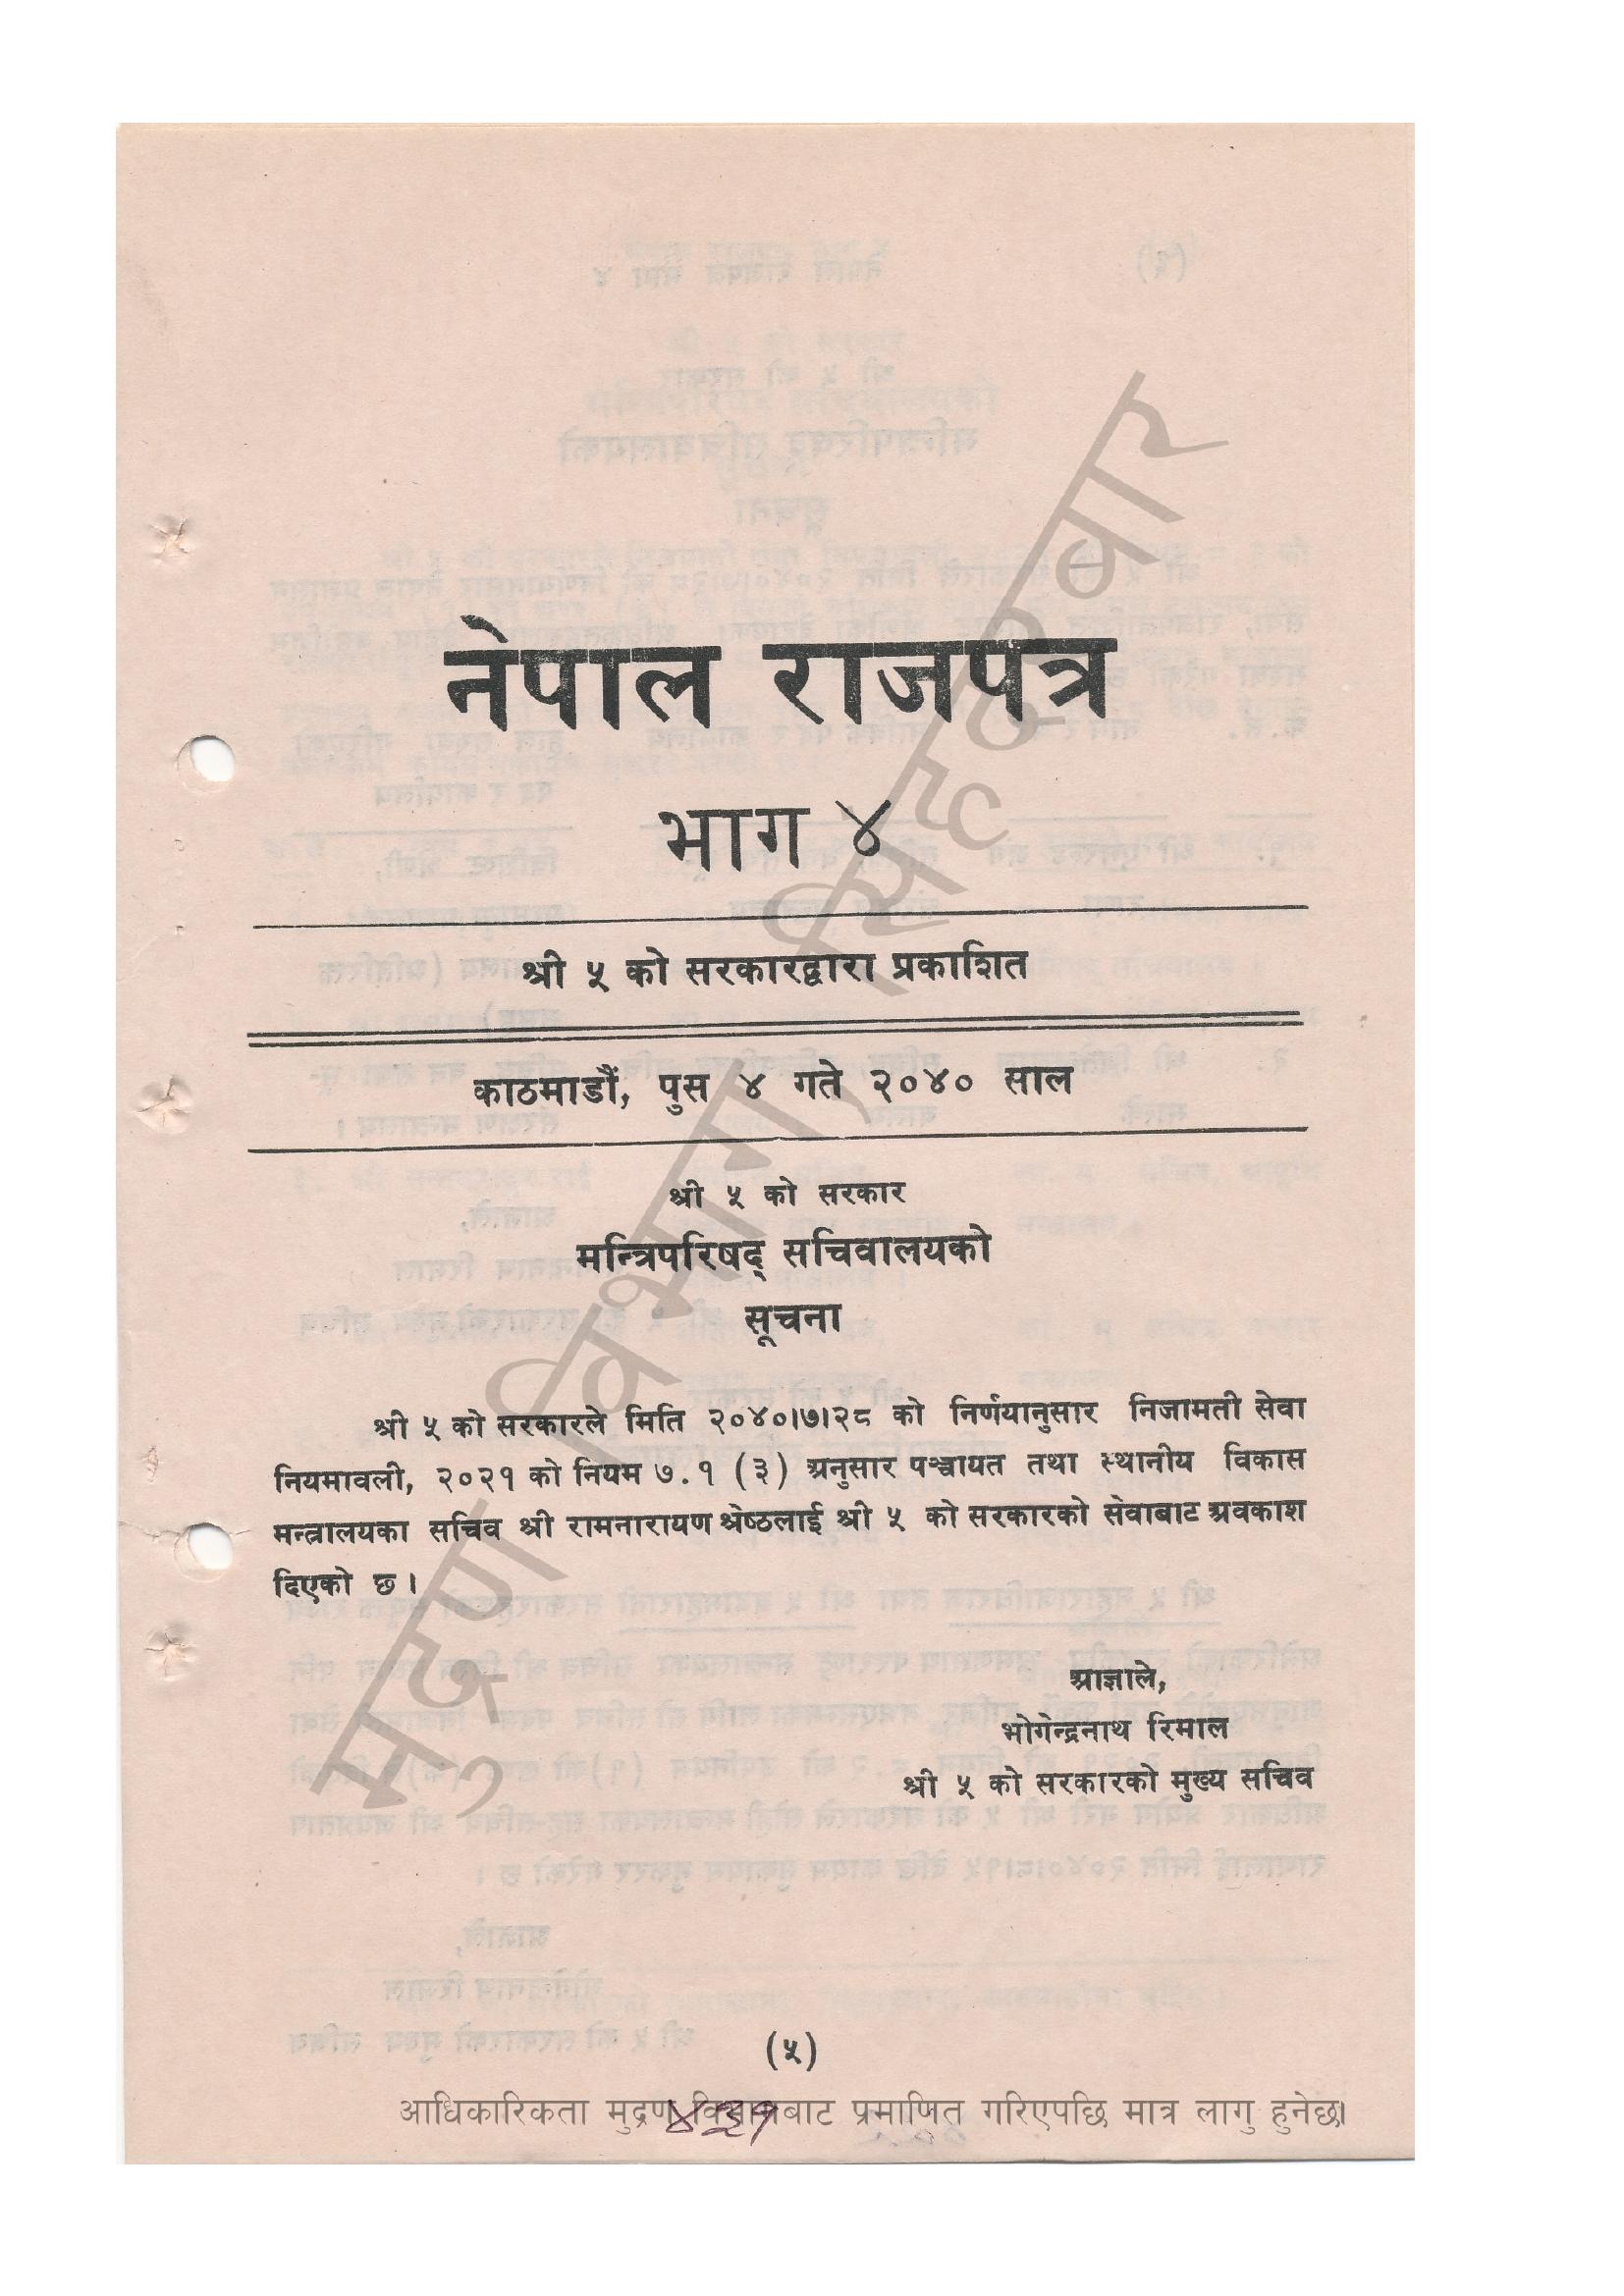 नेपाल राजपत्र
भाग ४
श्री ५ को सरकारद्वारा प्रकाशित
काठमाडौं, पुस ४ गते २०४० साल
श्री ५ को सरकार
मन्त्रिपरिषद् सचिवालयको
सूचना
श्री ५ को सरकारले मिति २०४०।७।२८ को निर्णयानुसार निजामती सेवा
नियमावली, २०२१ को नियम ७.१ (३) अनुसार पञ्चायत तथा स्थानीय विकास
मन्त्रालयका सचिव श्री रामनारायण श्रेष्ठलाई श्री ५ को सरकारको सेवाबाट अवकाश
दिएको छ।
आज्ञाले,
भोगेन्द्रनाथ रिमाल
श्री ५ को सरकारको मुख्य सचिव
(५)
आधिकारिकता मुद्रण विभागबाट प्रमाणित गरिएपछि मात्र लागु हुनेछ।
मुद्रण विभाग, सिंहदरबार